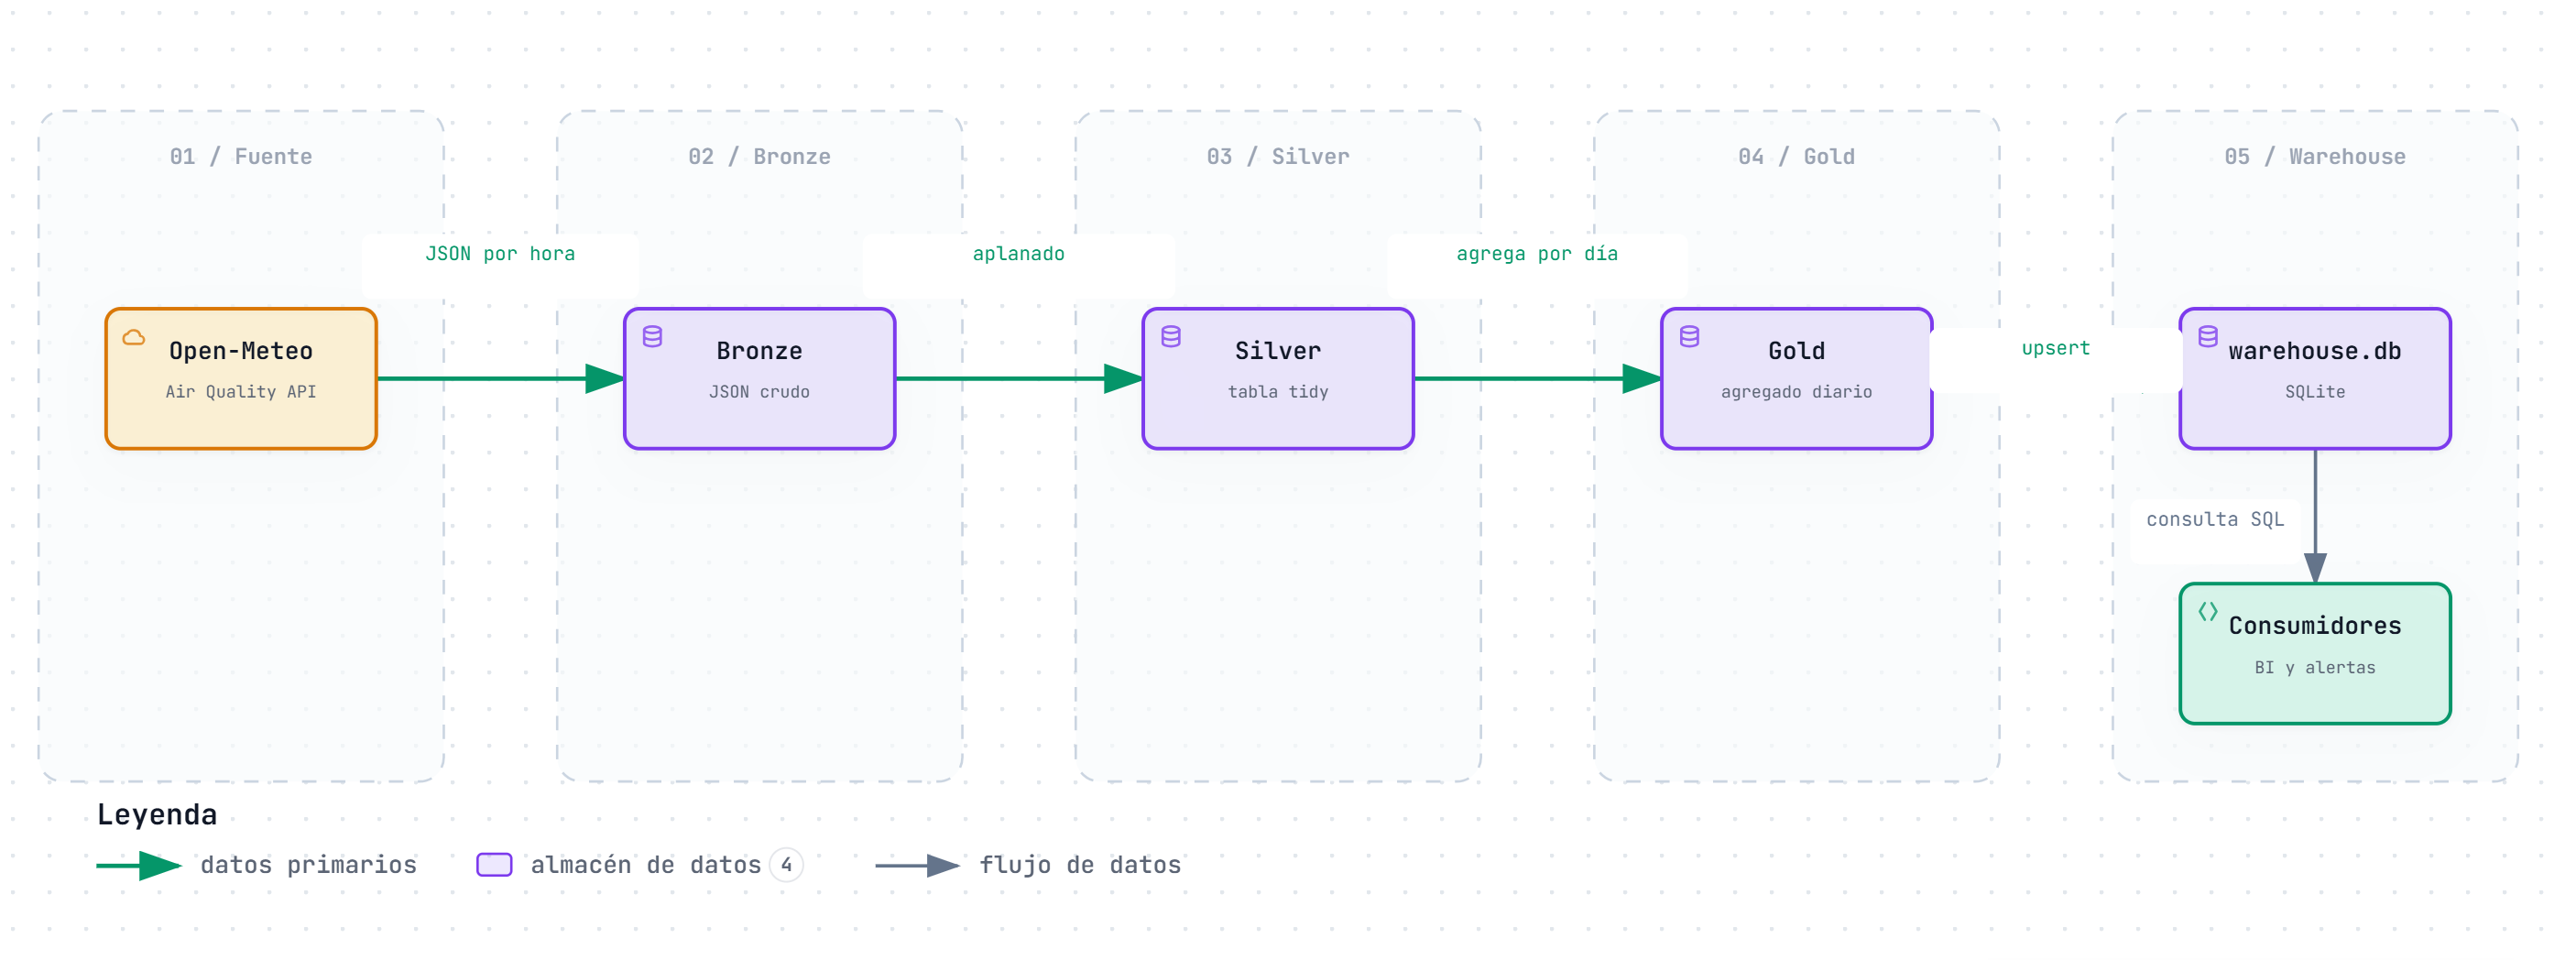 01 / Fuente
02 / Bronze
03 / Silver
04 / Gold
05 / Warehouse
JSON por hora
aplanado
agrega por día
upsert
Open-Meteo
Air Quality API
Bronze
JSON crudo
Silver
tabla tidy
Gold
agregado diario
warehouse.db
SQLite
consulta SQL
Consumidores
BI y alertas
Leyenda
datos primarios
almacén de datos 4
flujo de datos